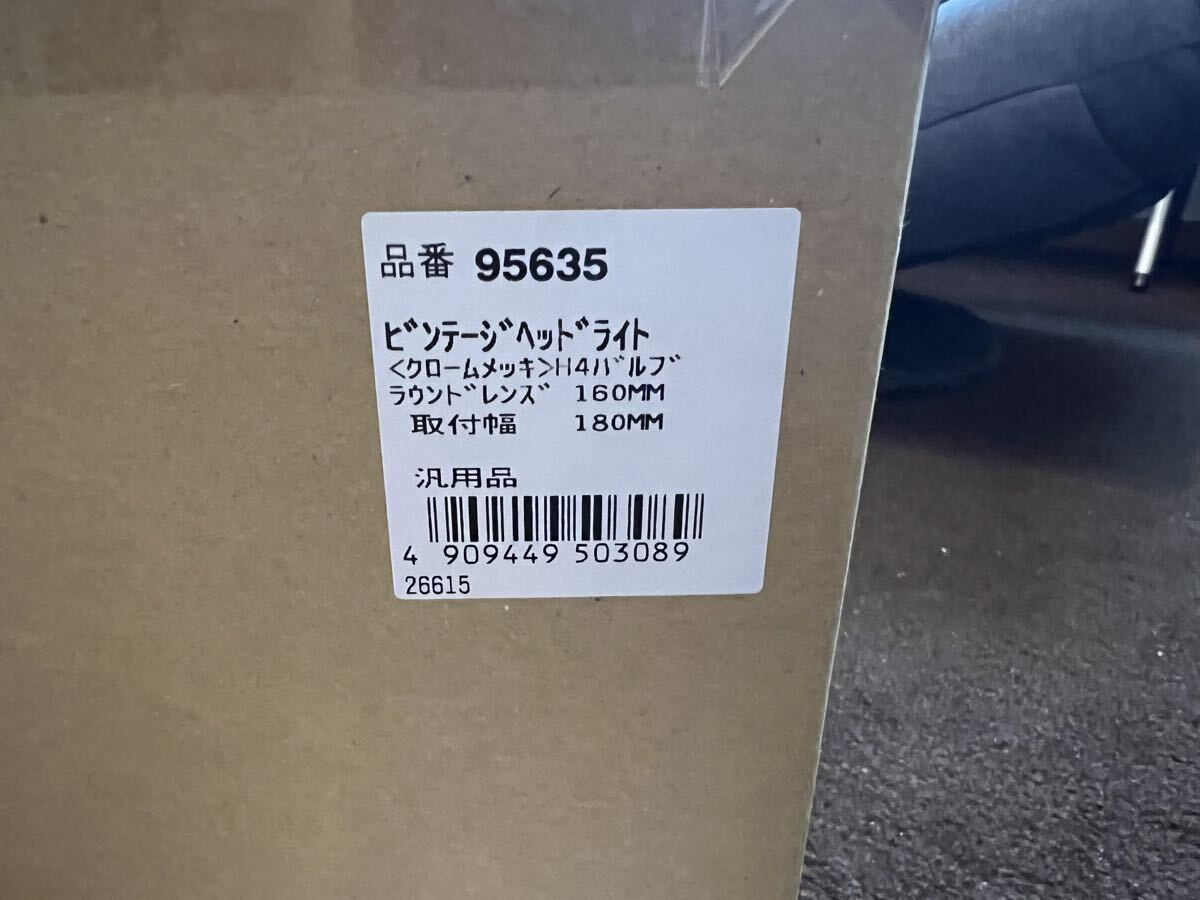 品番 95635
ﾋﾞﾝﾃｰｼﾞﾍｯﾄﾞﾗｲﾄ
<ｸﾛｰﾑﾒｯｷ>H4ﾊﾞﾙﾌﾞ
ﾗｳﾝﾄﾞﾚﾝｽﾞ 160MM
取付幅 180MM
汎用品
4 909449 503089
26615